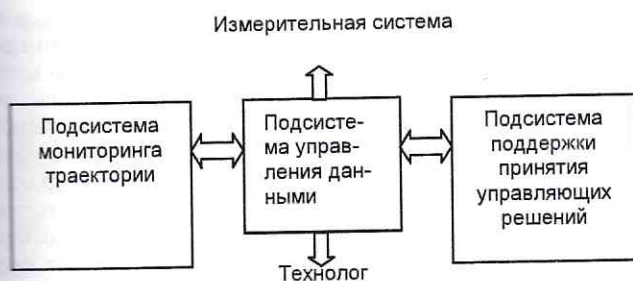 Измерительная система
Подсистема
мониторинга
траектории
Подсисте-
ма управ-
ления дан-
ными
Подсистема
поддержки
принятия
управляющих
решений
Технолог